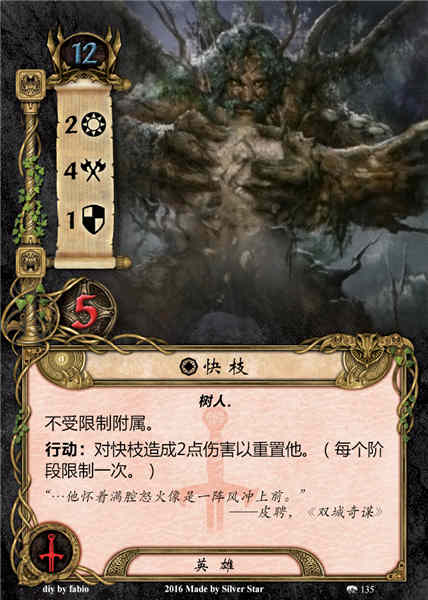 12
2
4
1
5
快枝
树人.
不受限制附属。
行动：对快枝造成2点伤害以重置他。（每个阶
段限制一次。）
“…他怀着满腔怒火像是一阵风冲上前。”
——皮聘，《双城奇谋》
英雄
diy by fabio 2016 Made by Silver Star 135